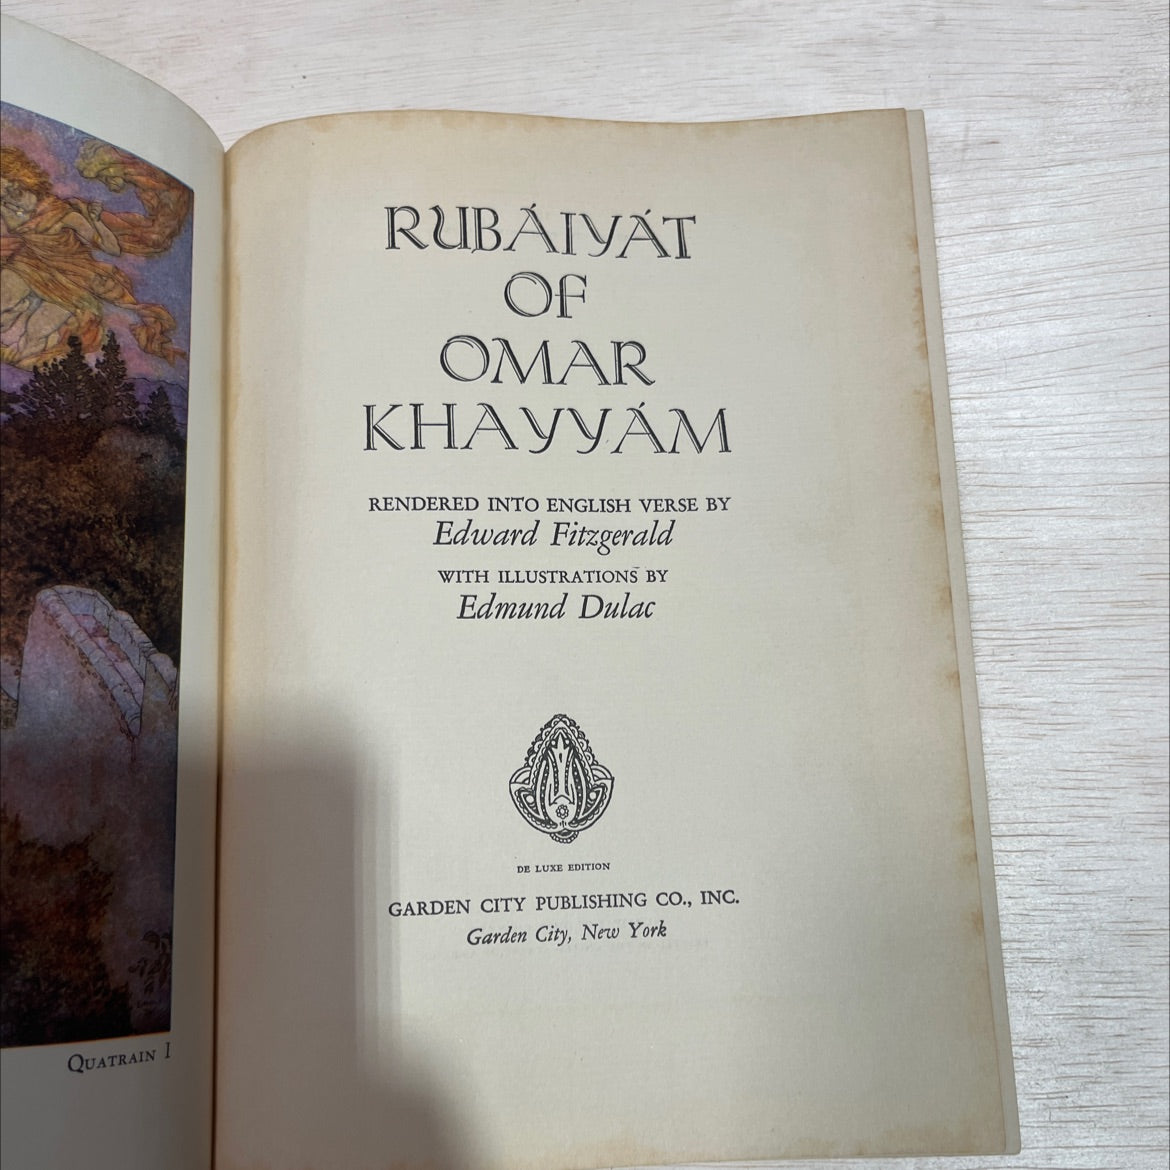 RUBÁIYÁT
OF
OMAR
KHAYYÁM
RENDERED INTO ENGLISH VERSE BY
Edward Fitzgerald
WITH ILLUSTRATIONS BY
Edmund Dulac
DE LUXE EDITION
GARDEN CITY PUBLISHING CO., INC.
Garden City, New York
QUATRAIN I